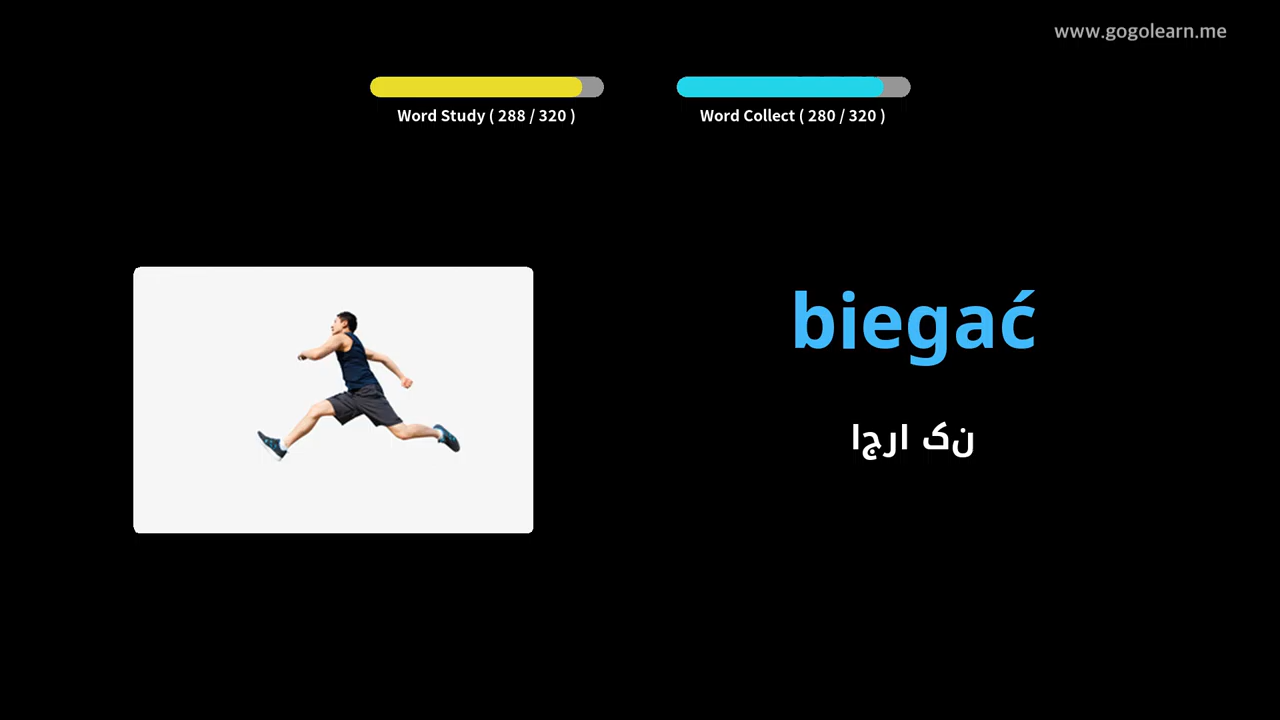 www.gogolearn.me
Word Study ( 288 / 320 )
Word Collect ( 280 / 320 )
biegać
اجرا کن